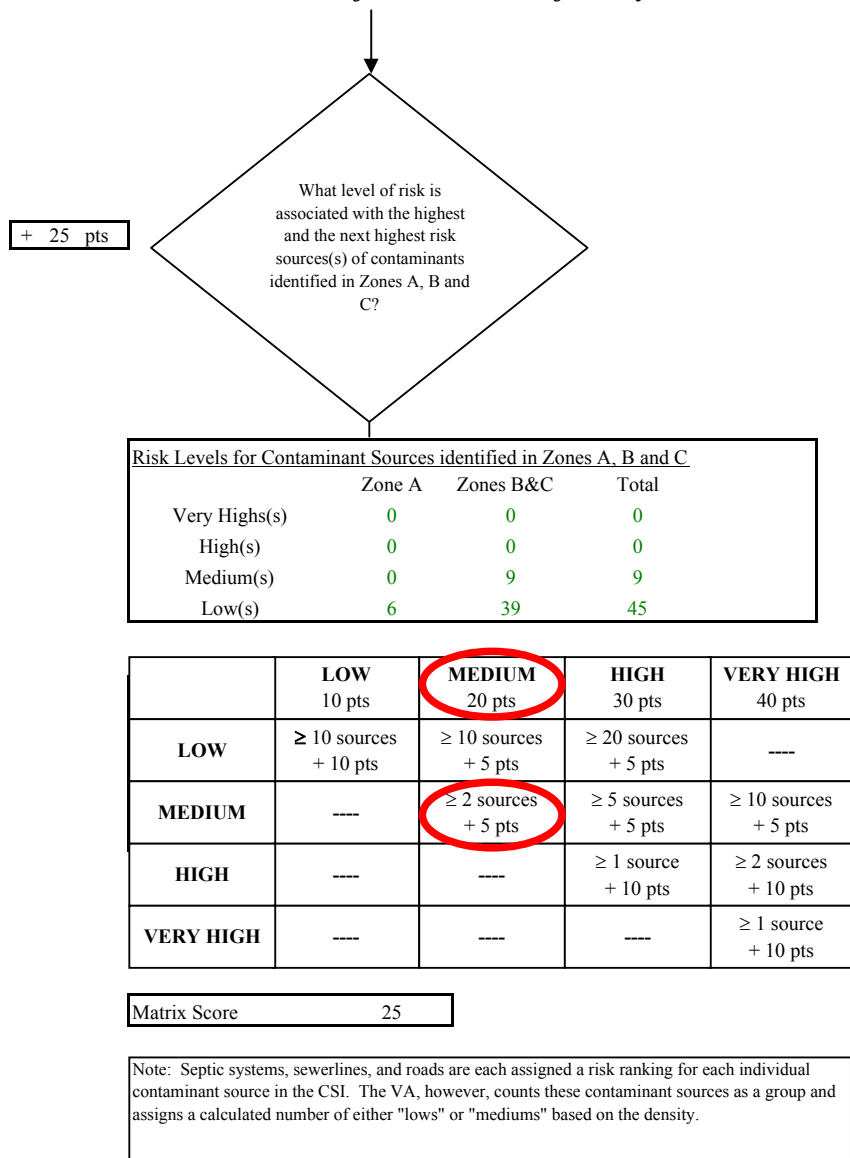 What level of risk is
associated with the highest
and the next highest risk
sources(s) of contaminants
identified in Zones A, B and
C?
+ 25 pts
Risk Levels for Contaminant Sources identified in Zones A, B and C
Zone A Zones B&C Total
Very Highs(s) 0 0 0
High(s) 0 0 0
Medium(s) 0 9 9
Low(s) 6 39 45
LOW MEDIUM HIGH VERY HIGH
10 pts 20 pts 30 pts 40 pts
LOW ≥ 10 sources + 10 pts ≥ 10 sources + 5 pts ≥ 20 sources + 5 pts ----
MEDIUM ---- ≥ 2 sources + 5 pts ≥ 5 sources + 5 pts ≥ 10 sources + 5 pts
HIGH ---- ---- ≥ 1 source + 10 pts ≥ 2 sources + 10 pts
VERY HIGH ---- ---- ---- ≥ 1 source + 10 pts
Matrix Score 25
Note: Septic systems, sewerlines, and roads are each assigned a risk ranking for each individual
contaminant source in the CSI. The VA, however, counts these contaminant sources as a group and
assigns a calculated number of either "lows" or "mediums" based on the density.